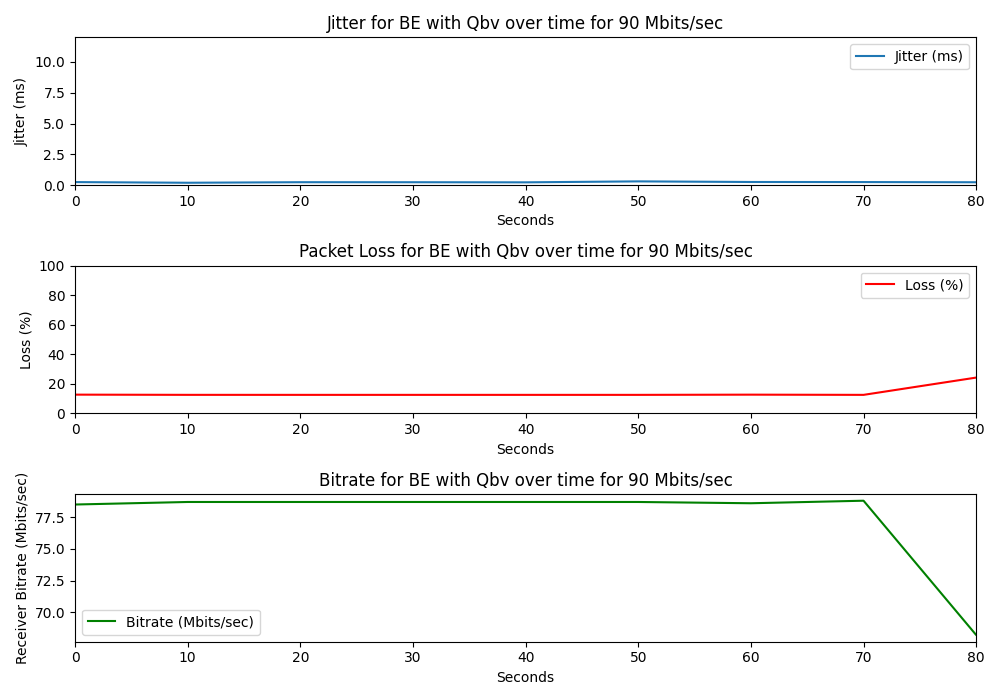 Jitter for BE with Qbv over time for 90 Mbits/sec
Jitter (ms)
10.0
7.5
5.0
2.5
0.0
Jitter (ms)
0 10 20 30 40 50 60 70 80
Seconds
Packet Loss for BE with Qbv over time for 90 Mbits/sec
Loss (%)
100
80
60
40
20
0
Loss (%)
0 10 20 30 40 50 60 70 80
Seconds
Bitrate for BE with Qbv over time for 90 Mbits/sec
Receiver Bitrate (Mbits/sec)
77.5
75.0
72.5
70.0
Bitrate (Mbits/sec)
0 10 20 30 40 50 60 70 80
Seconds